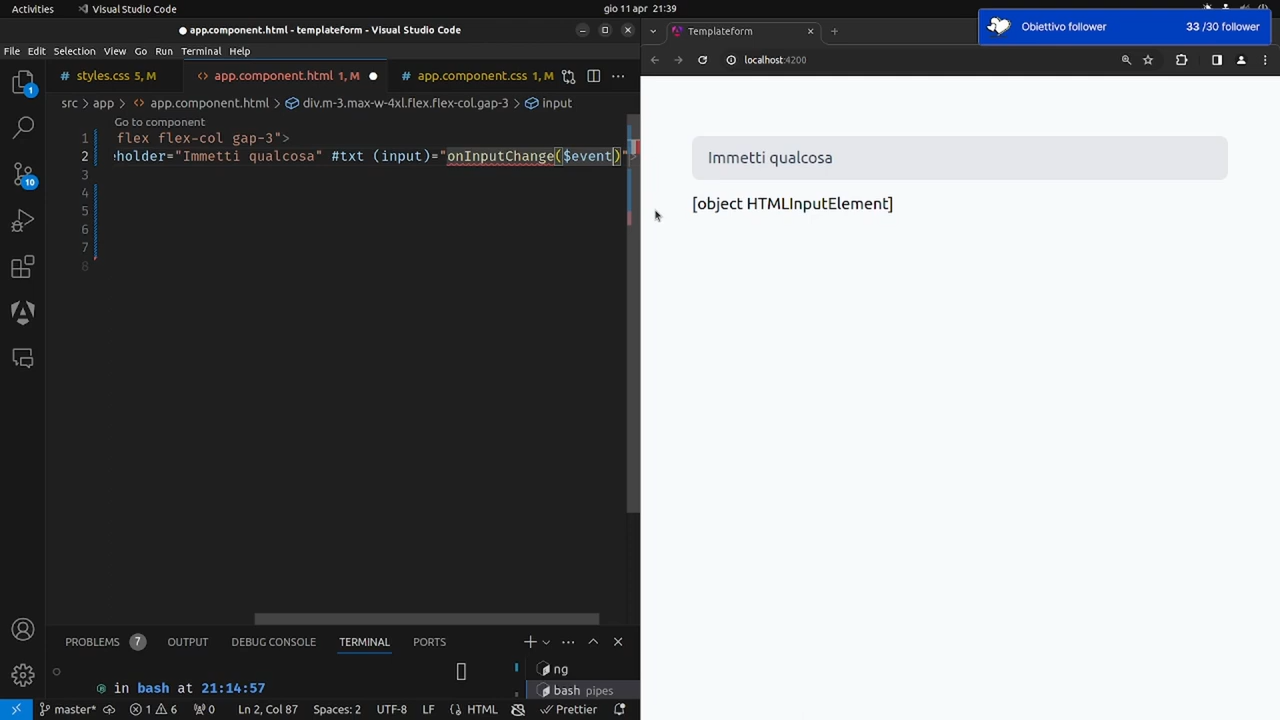 Activities
Visual Studio Code
gio 11 apr 21:39
app.component.html - templateform - Visual Studio Code
File Edit Selection View Go Run Terminal Help
# styles.css 5, M
<> app.component.html 1, M
# app.component.css 1, M
src > app > <> app.component.html > div.m-3.max-w-4xl.flex.flex-col.gap-3 > input
Go to component
1 flex flex-col gap-3">
2 holder="Immetti qualcosa" #txt (input)="onInputChange($event)">
3
4
5
6
7
8
1
10
PROBLEMS 7 OUTPUT DEBUG CONSOLE TERMINAL PORTS
in bash at 21:14:57
ng
bash pipes
master* 1 6 0 Ln 2, Col 87 Spaces: 2 UTF-8 LF {} HTML Prettier
Templateform
Obiettivo follower 33 /30 follower
localhost:4200
Immetti qualcosa
[object HTMLInputElement]